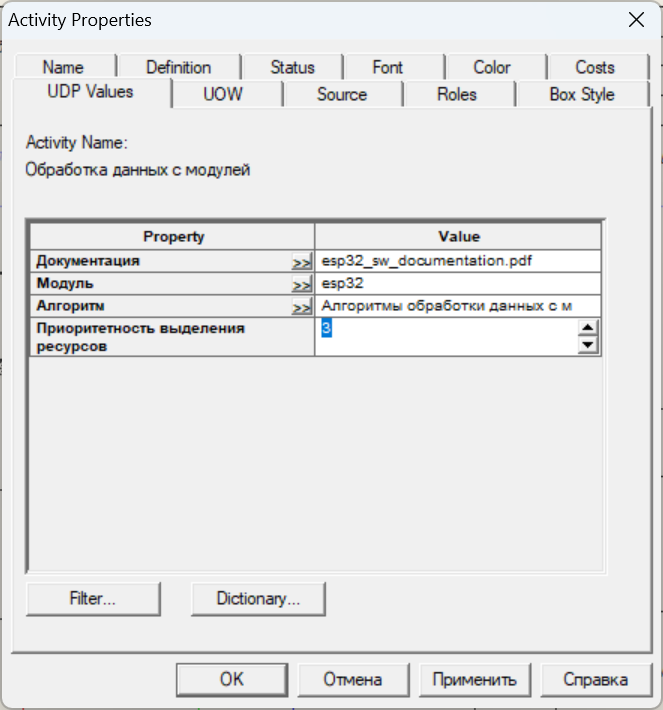 Activity Properties
Name Definition Status Font Color Costs
UDP Values UOW Source Roles Box Style
Activity Name:
Обработка данных с модулей
Property Value
Документация >> esp32_sw_documentation.pdf
Модуль >> esp32
Алгоритм >> Алгоритмы обработки данных с м
Приоритетность выделения 3
ресурсов
Filter... Dictionary...
OK Отмена Применить Справка